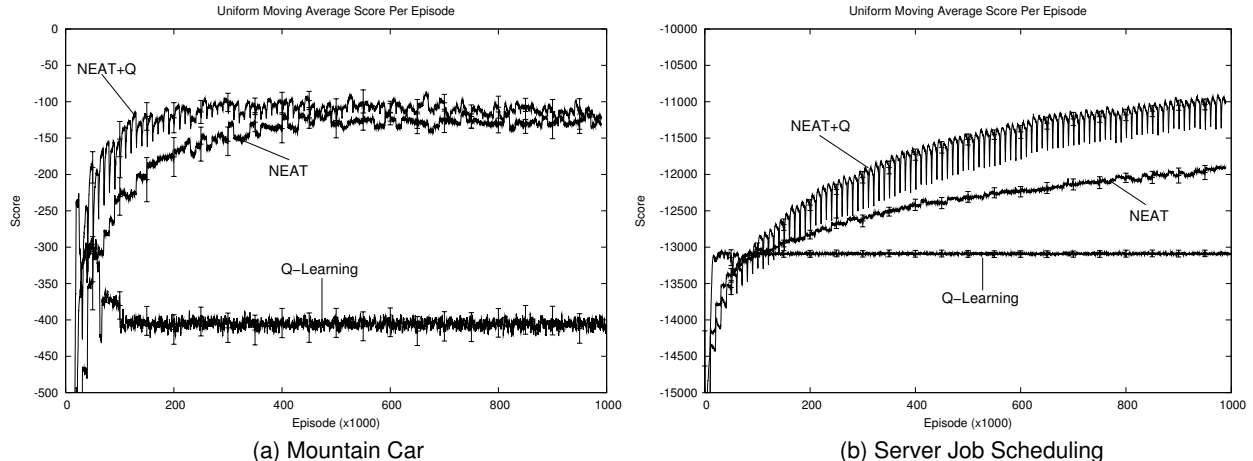 Uniform Moving Average Score Per Episode
0
-50
-100
-150
-200
-250
-300
-350
-400
-450
-500
Score
NEAT+Q
NEAT
Q-Learning
0 200 400 600 800 1000
Episode (x1000)
(a) Mountain Car
Uniform Moving Average Score Per Episode
-10000
-10500
-11000
-11500
-12000
-12500
-13000
-13500
-14000
-14500
-15000
Score
NEAT+Q
NEAT
Q-Learning
0 200 400 600 800 1000
Episode (x1000)
(b) Server Job Scheduling